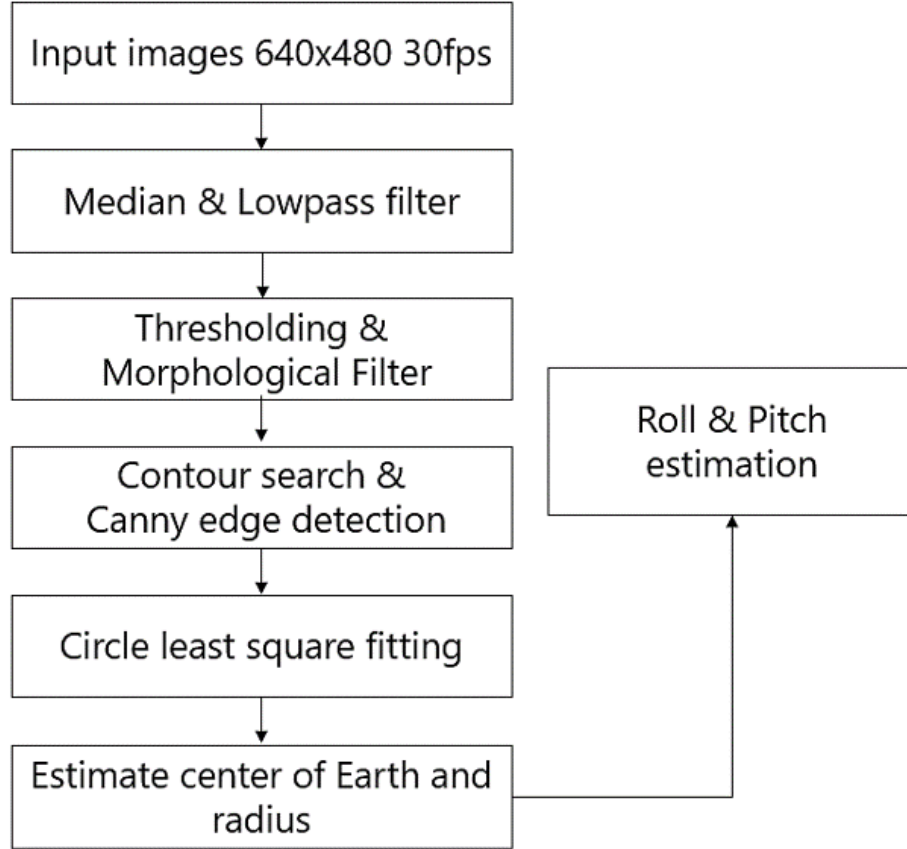 Input images 640x480 30fps
Median & Lowpass filter
Thresholding &
Morphological Filter
Contour search &
Canny edge detection
Circle least square fitting
Estimate center of Earth and
radius
Roll & Pitch
estimation